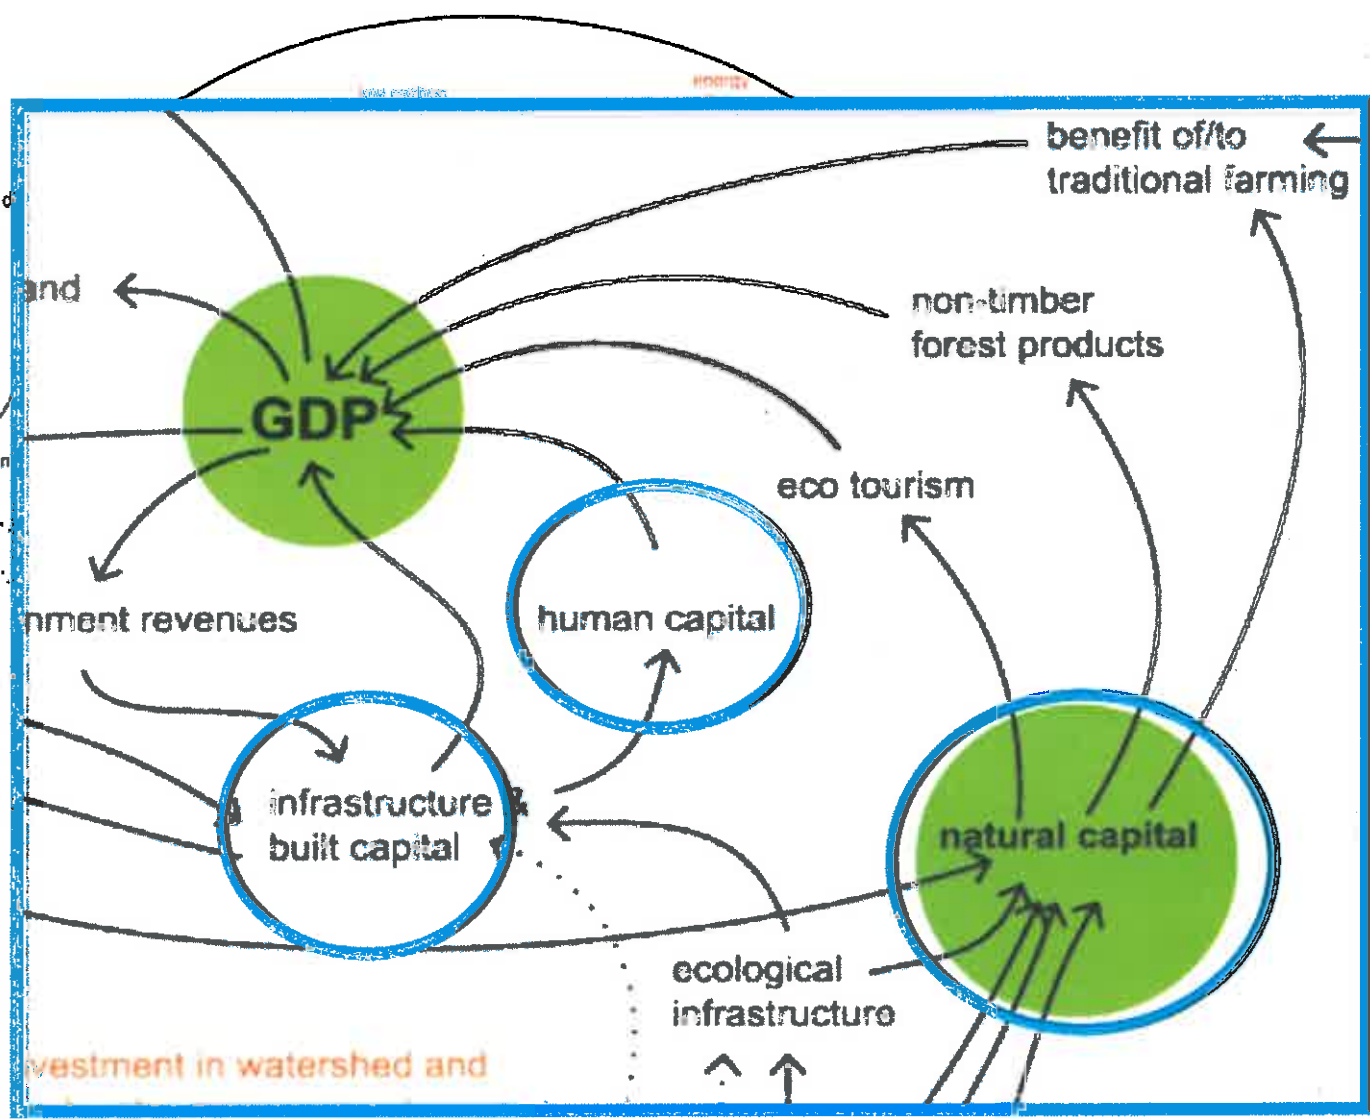 benefit of/to
traditional farming
and
non-timber
forest products
GDP
eco tourism
nment revenues
human capital
infrastructure &
built capital
natural capital
ecological
infrastructure
vestment in watershed and